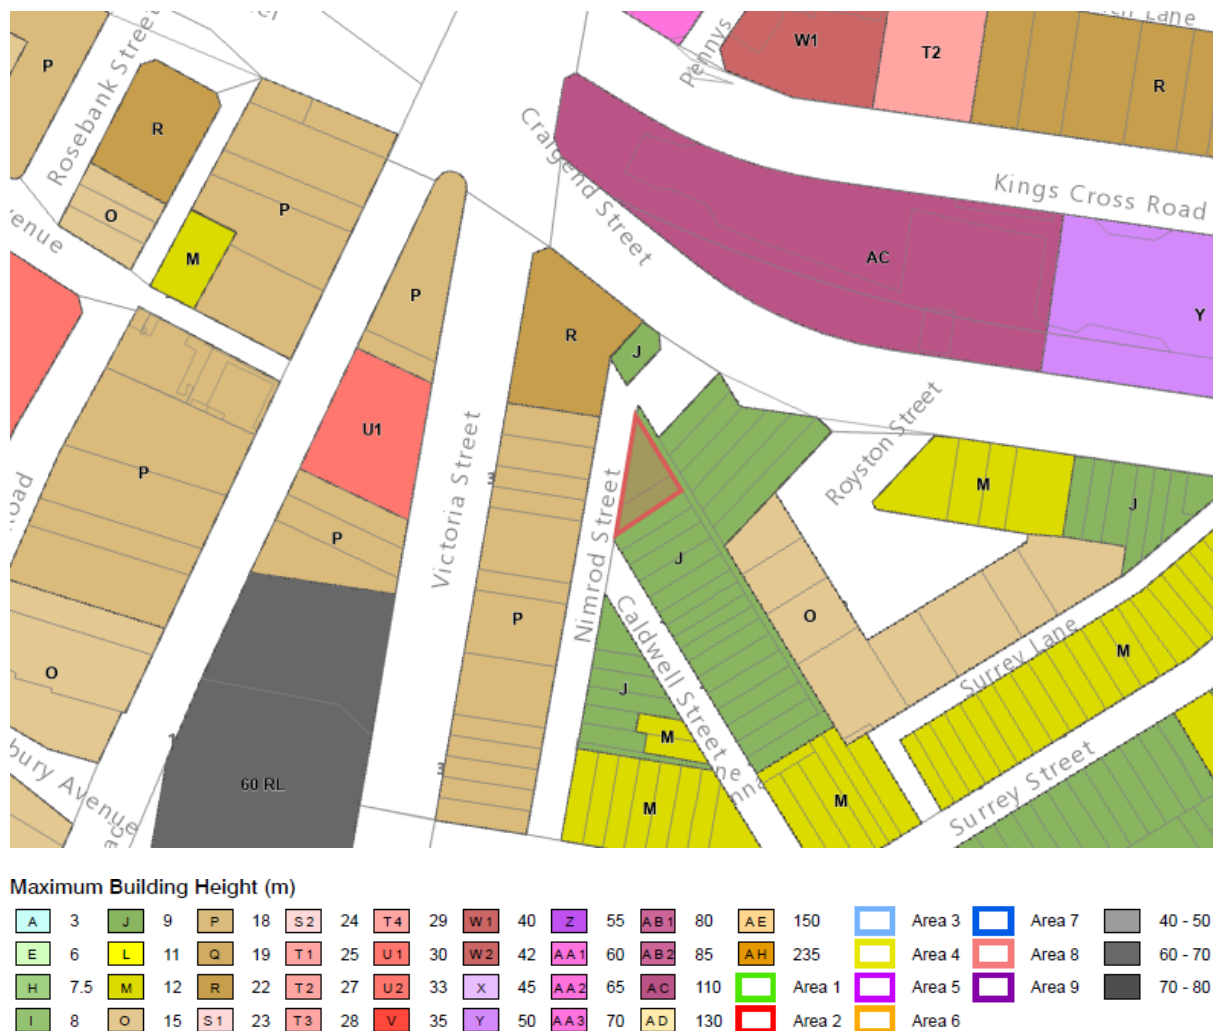 Rosebank Street
Lane
W1
T2
Pennys
P
R
R
Craigend Street
Kings Cross Road
O
P
venue
M
AC
P
Y
R
J
U1
Victoria Street
Royston Street
P
M
J
Nimrod Street
J
P
oad
O
P
Caldwell Street
Surrey Lane
M
O
J
M
60 RL
bury Avenue
M
M
Surrey Street
Maximum Building Height (m)
A 3 J 9 P 18 S2 24 T4 29 W1 40 Z 55 AB1 80 AE 150 Area 3 Area 7 40 - 50
E 6 L 11 Q 19 T1 25 U1 30 W2 42 AA1 60 AB2 85 AH 235 Area 4 Area 8 60 - 70
H 7.5 M 12 R 22 T2 27 U2 33 X 45 AA2 65 AC 110 Area 1 Area 5 Area 9 70 - 80
I 8 O 15 S1 23 T3 28 V 35 Y 50 AA3 70 AD 130 Area 2 Area 6